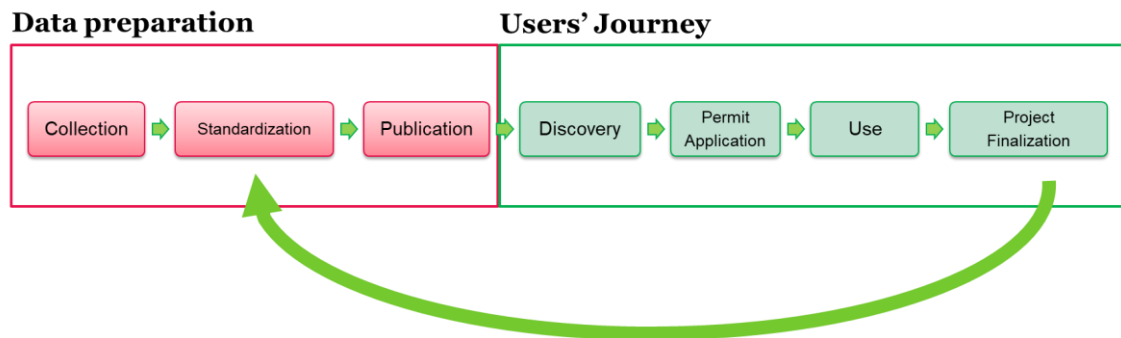 Data preparation
Users’ Journey
Collection
Standardization
Publication
Discovery
Permit
Application
Use
Project
Finalization